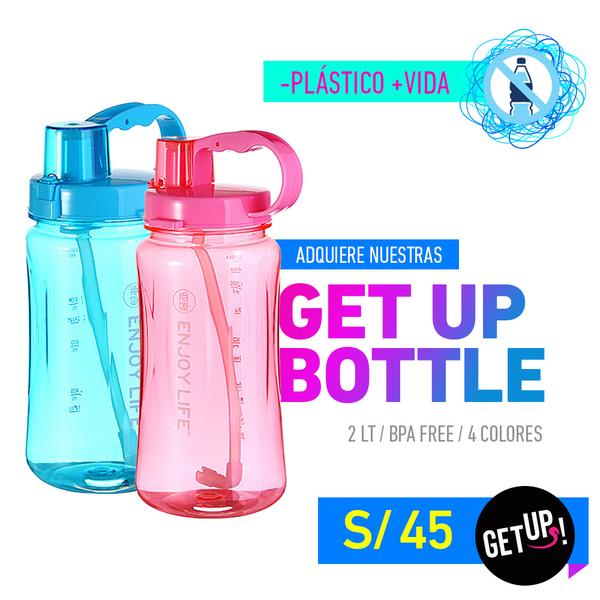 -PLÁSTICO +VIDA
ADQUIERE NUESTRAS
GET UP
BOTTLE
2 LT / BPA FREE / 4 COLORES
ENJOY LIFE
ENJOY LIFE
S/ 45
GET UP!